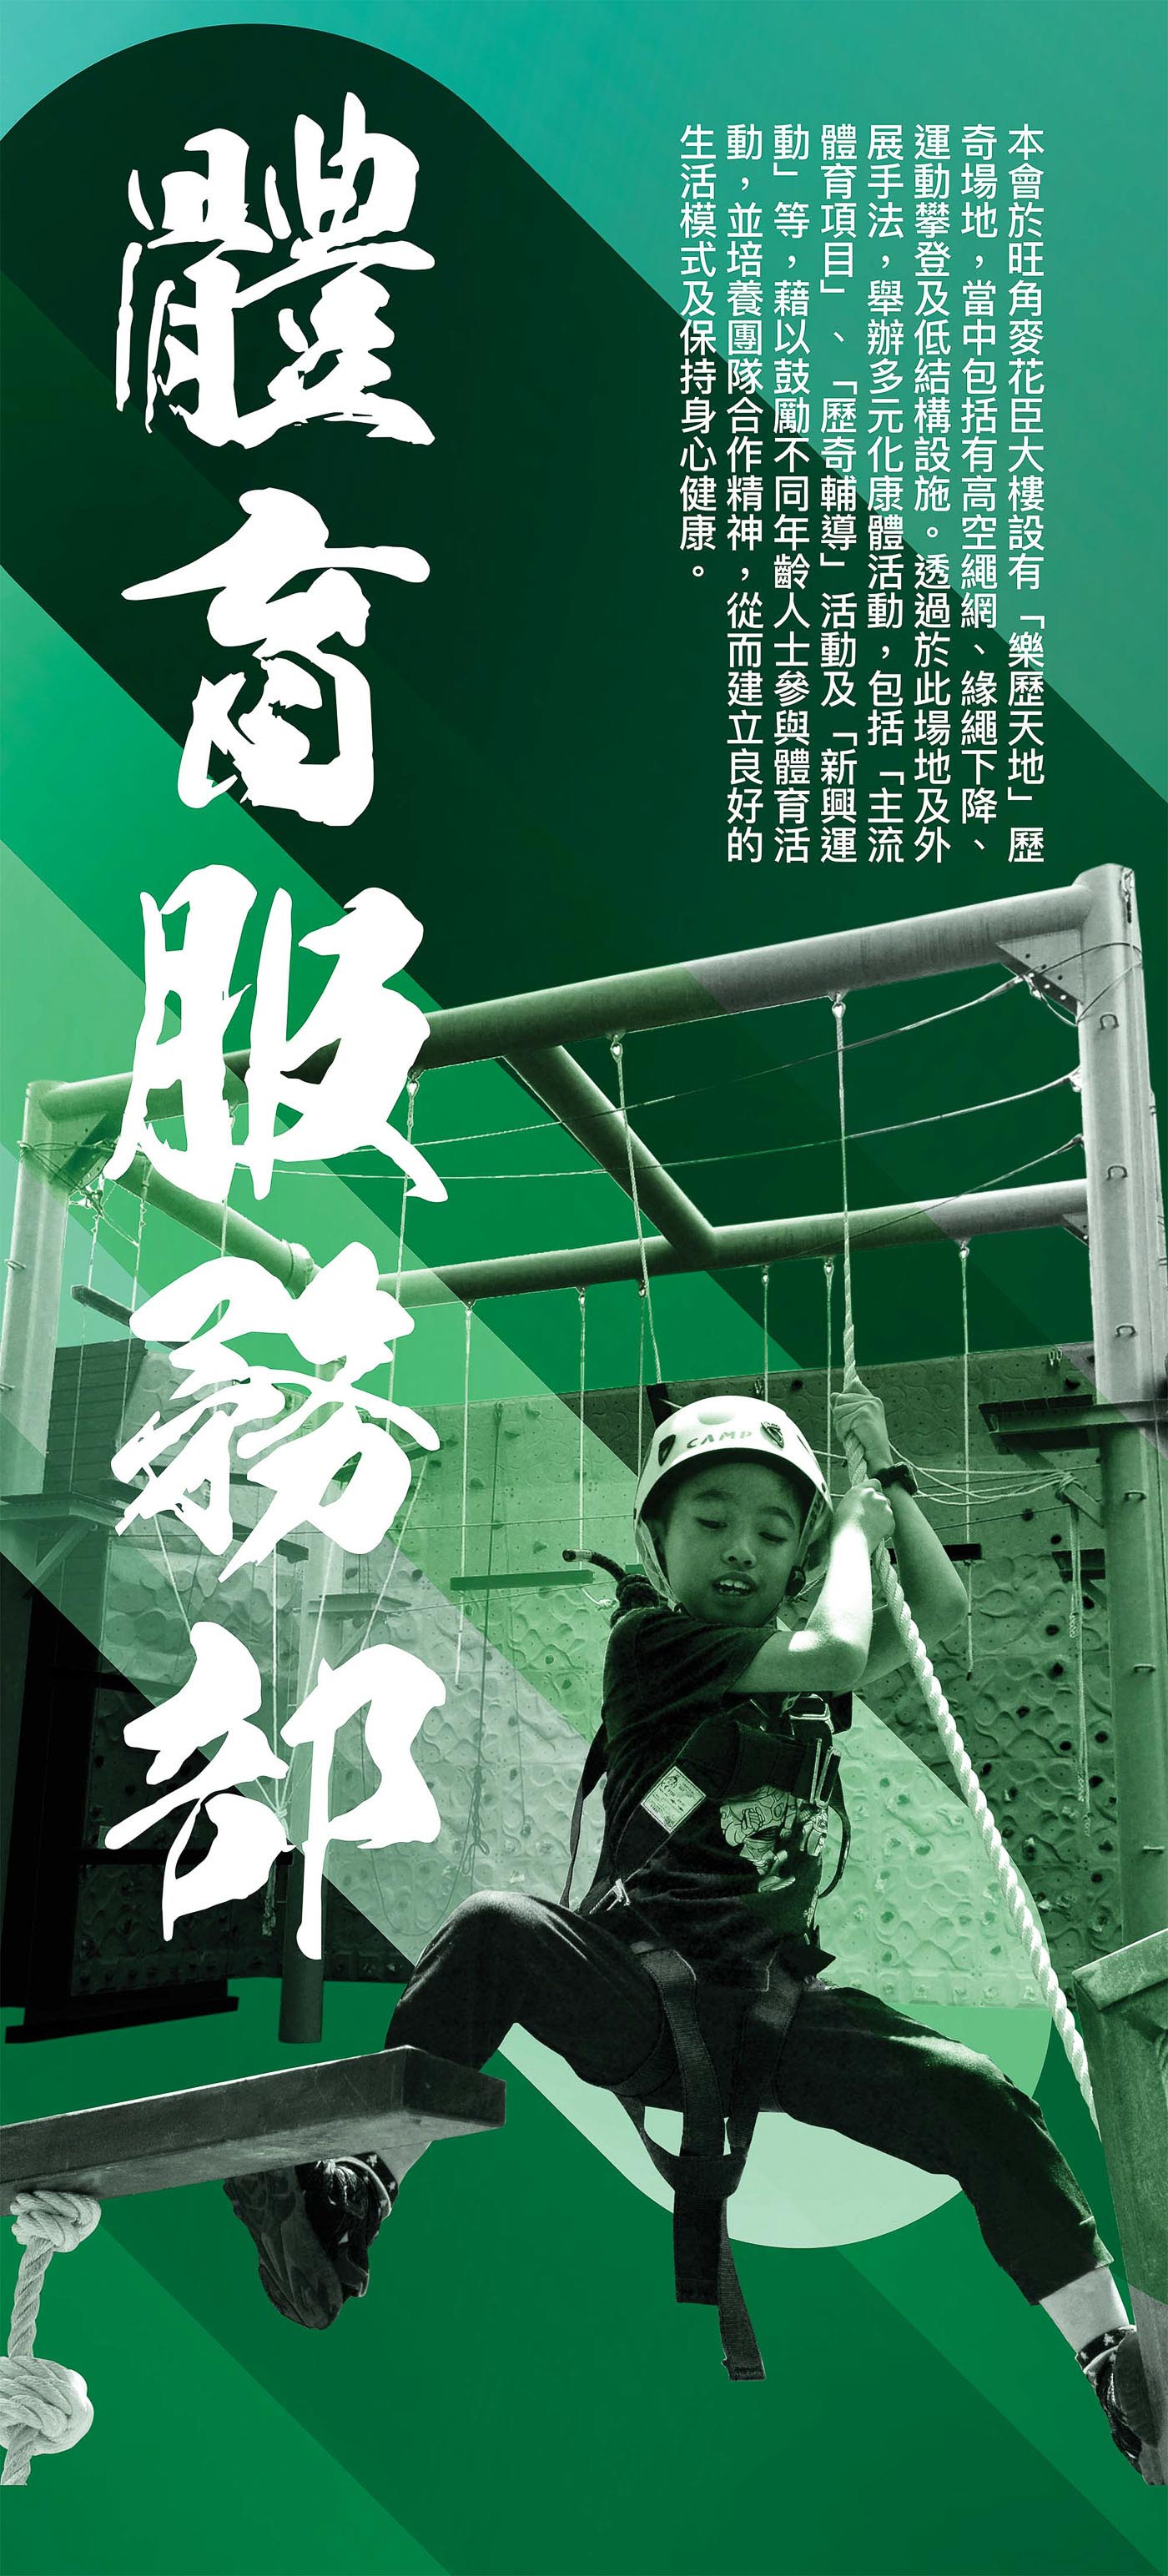 體育服務部
本會於旺角麥花臣大樓設有「樂歷天地」歷
奇場地，當中包括有高空繩網、緣繩下降、
運動攀登及低結構設施。透過於此場地及外
展手法，舉辦多元化康體活動，包括「主流
體育項目」、「歷奇輔導」活動及「新興運
動」等，藉以鼓勵不同年齡人士參與體育活
動，並培養團隊合作精神，從而建立良好的
生活模式及保持身心健康。
CAMP